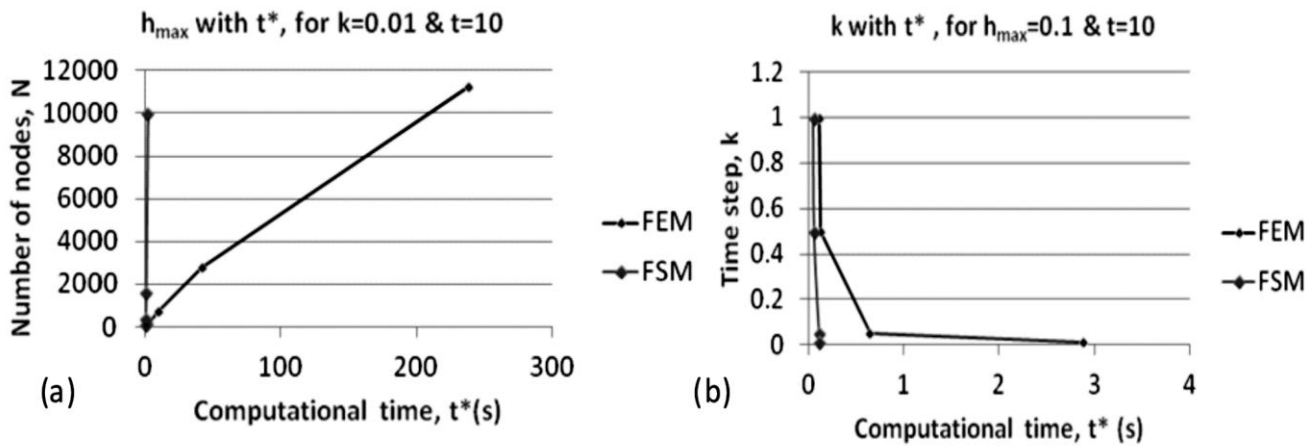 hmax with t*, for k=0.01 & t=10
12000
10000
8000
6000
4000
2000
0
Number of nodes, N
0 100 200 300
Computational time, t*(s)
FEM
FSM
(a)
k with t* , for hmax=0.1 & t=10
1.2
1
0.8
0.6
0.4
0.2
0
Time step, k
0 1 2 3 4
Computational time, t* (s)
FEM
FSM
(b)